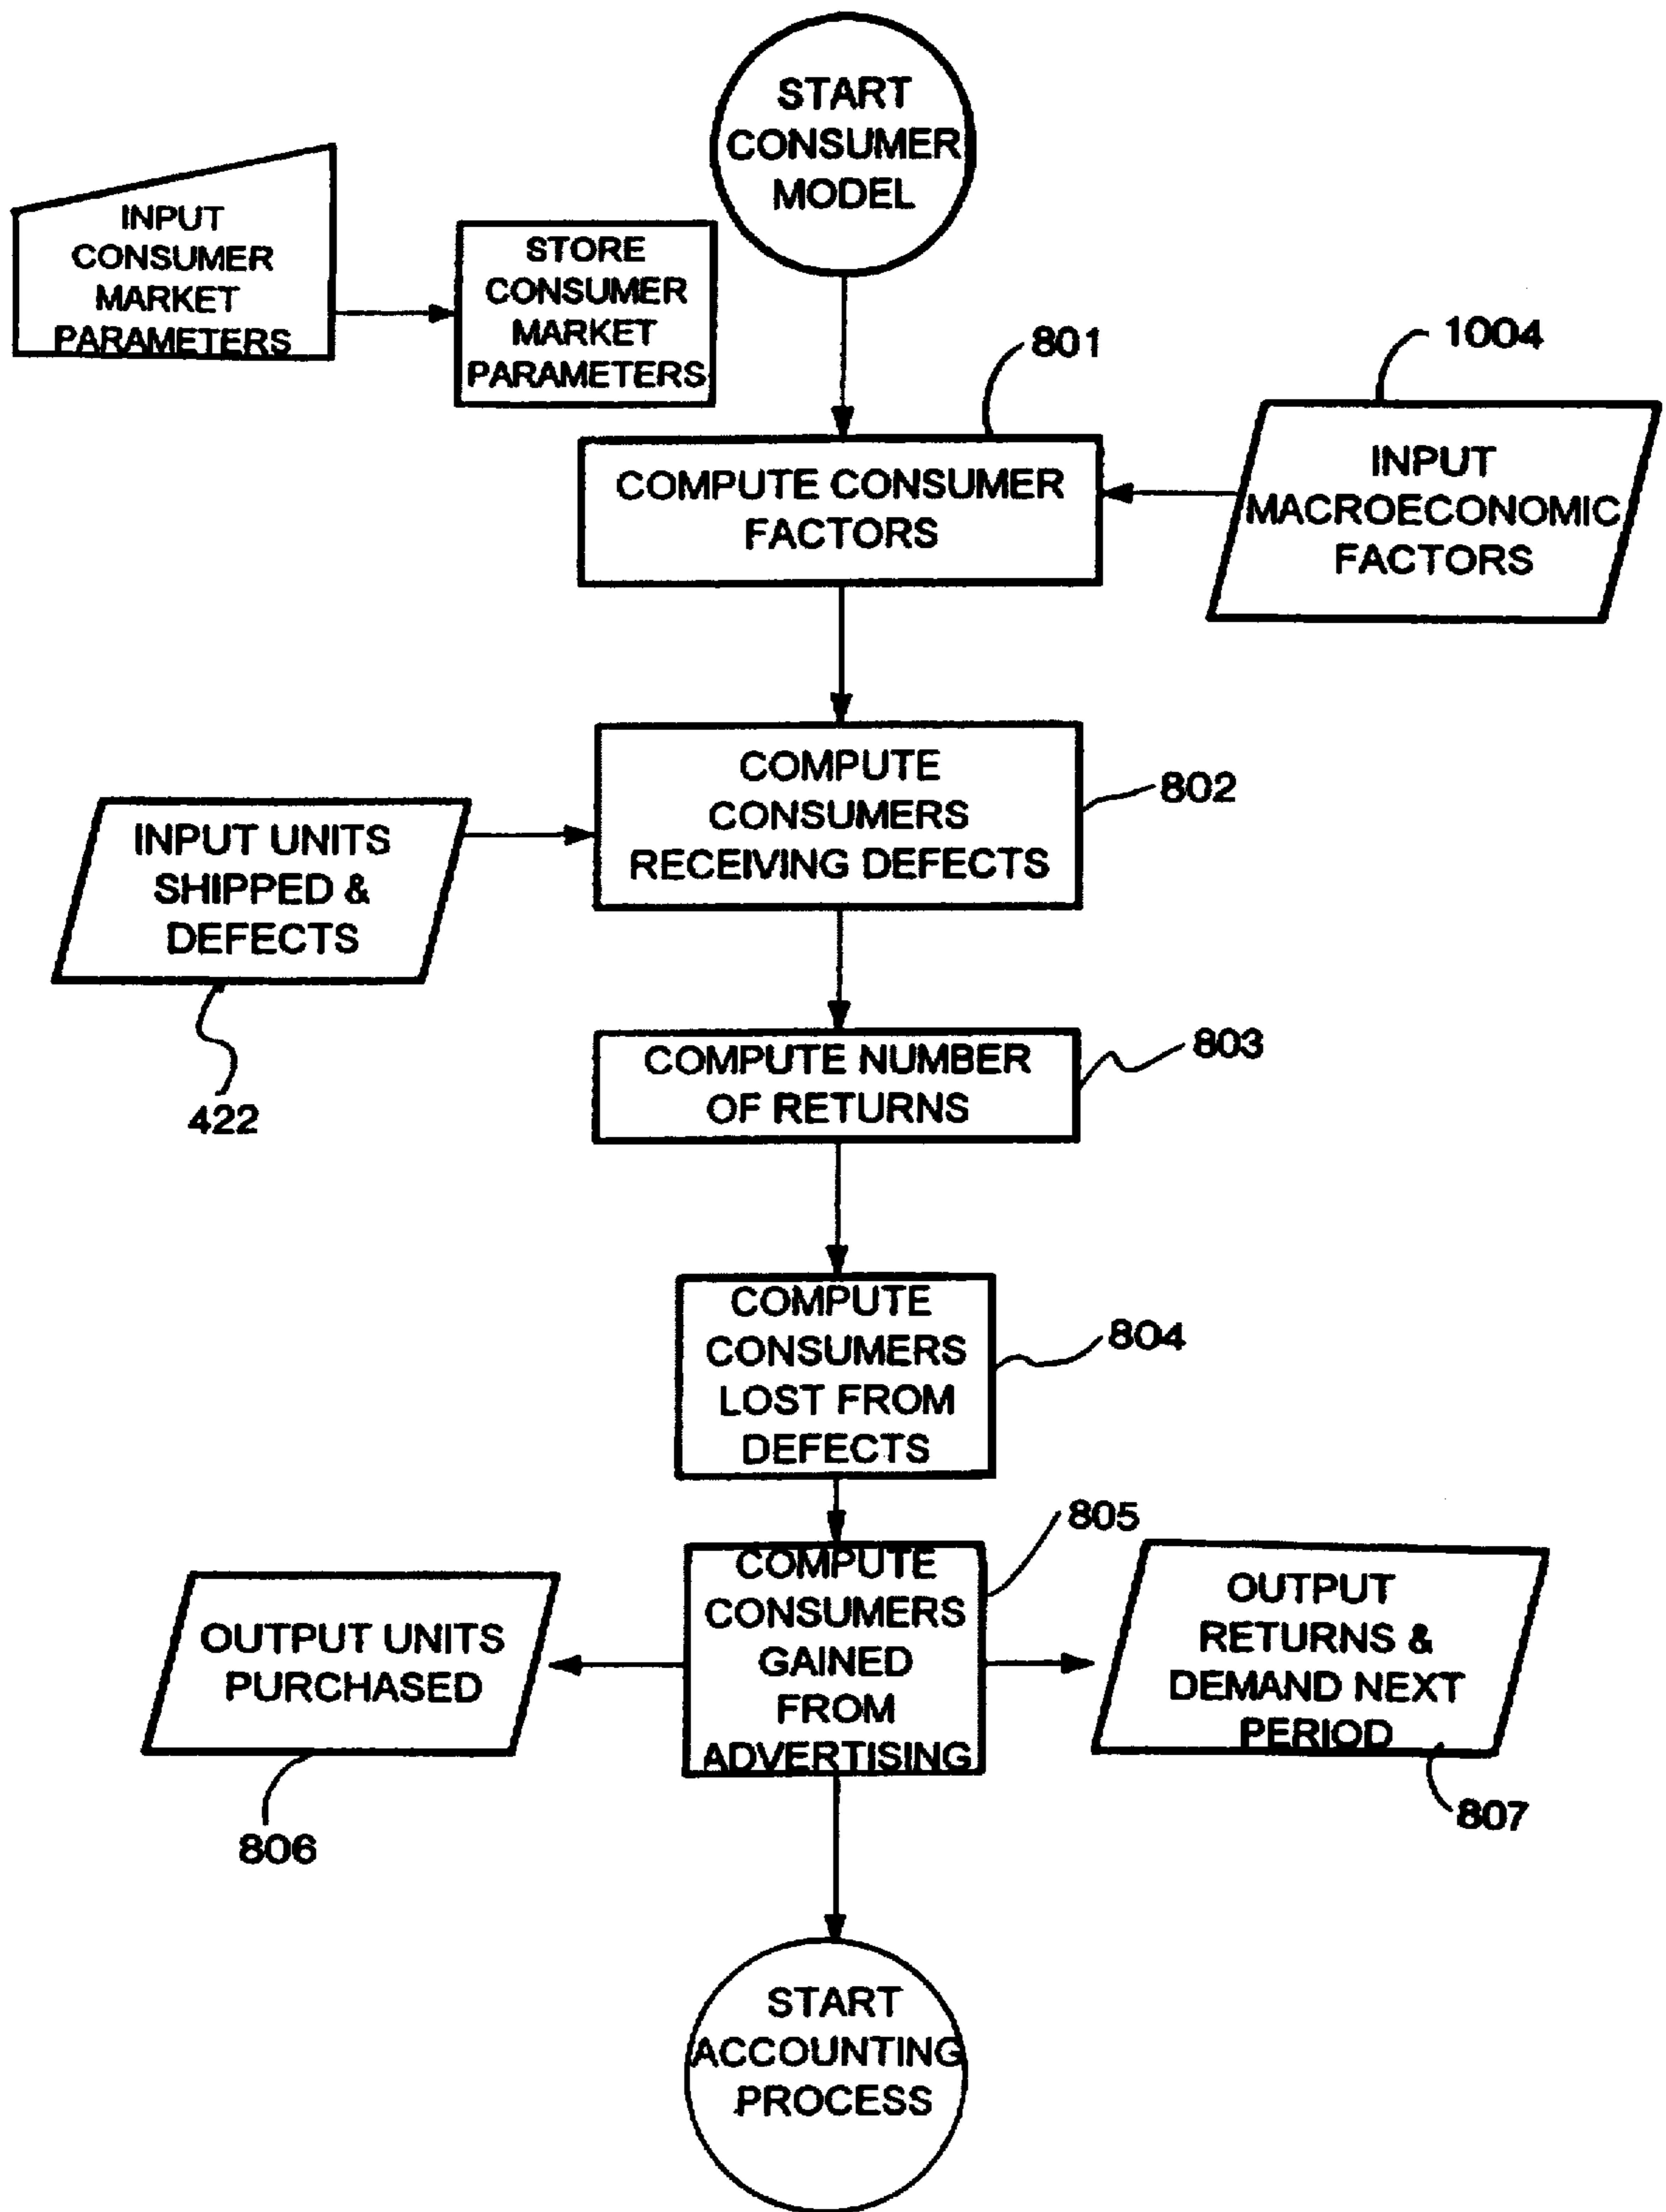 START
CONSUMER
MODEL
INPUT
CONSUMER
MARKET
PARAMETERS
STORE
CONSUMER
MARKET
PARAMETERS
801
1004
COMPUTE CONSUMER
FACTORS
INPUT
MACROECONOMIC
FACTORS
COMPUTE
CONSUMERS
RECEIVING DEFECTS
802
INPUT UNITS
SHIPPED &
DEFECTS
422
COMPUTE NUMBER
OF RETURNS
803
COMPUTE
CONSUMERS
LOST FROM
DEFECTS
804
805
COMPUTE
CONSUMERS
GAINED
FROM
ADVERTISING
OUTPUT UNITS
PURCHASED
806
OUTPUT
RETURNS &
DEMAND NEXT
PERIOD
807
START
ACCOUNTING
PROCESS